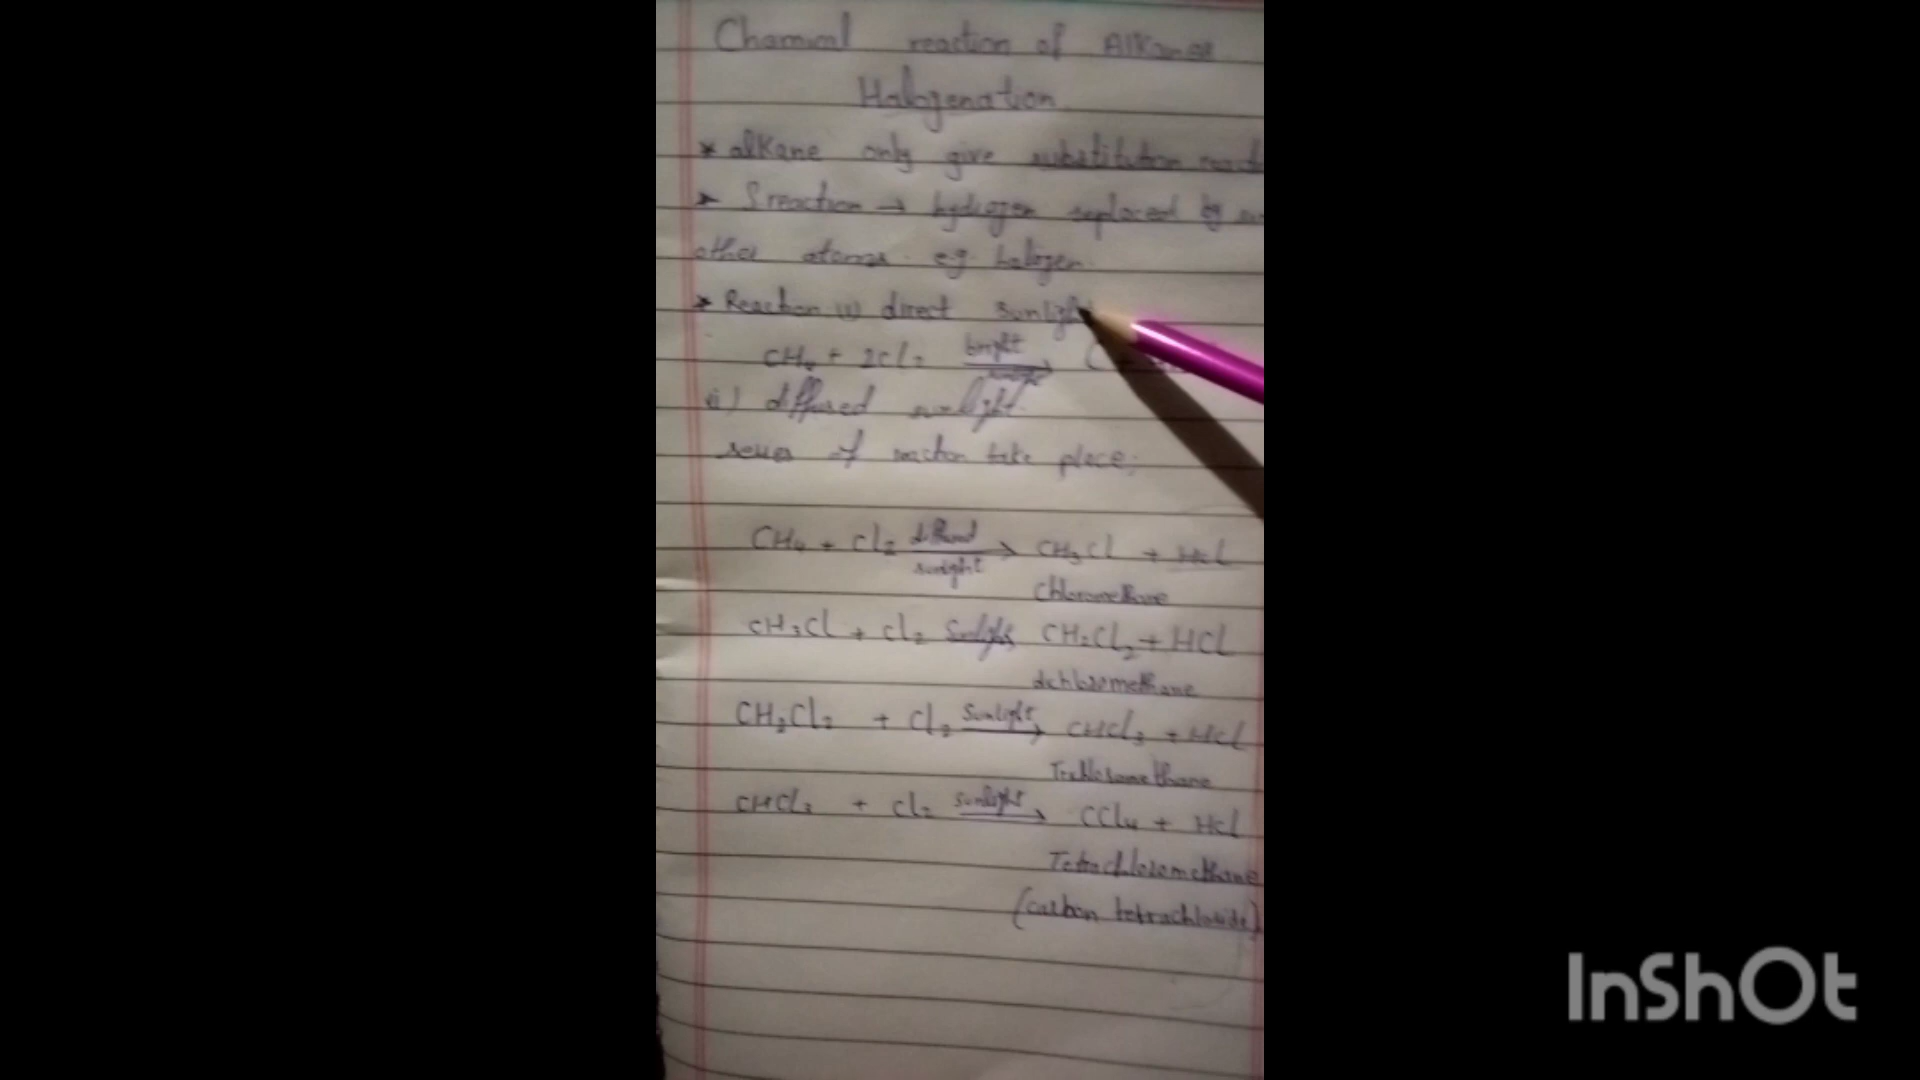 Chamical reaction of Alkanes
Halogenation
* alkane only give substitution
* S reaction → hydrogen replaced by
other atoms e.g. halogen.
* Reaction (i) direct sunlight
CH4 + 2Cl2 bright sunlight → C
ii) diffused sunlight.
series of reaction take place;
CH4 + Cl2 diffused sunlight → CH3Cl + HCl
Chloromethane
CH3Cl + Cl2 Sunlight CH2Cl2 + HCl
dichloromethane
CH2Cl2 + Cl2 Sunlight → CHCl3 + HCl
Trichloromethane
CHCl3 + Cl2 sunlight → CCl4 + HCl
Tetrachloromethane
(carbon tetrachloride)
InShOt